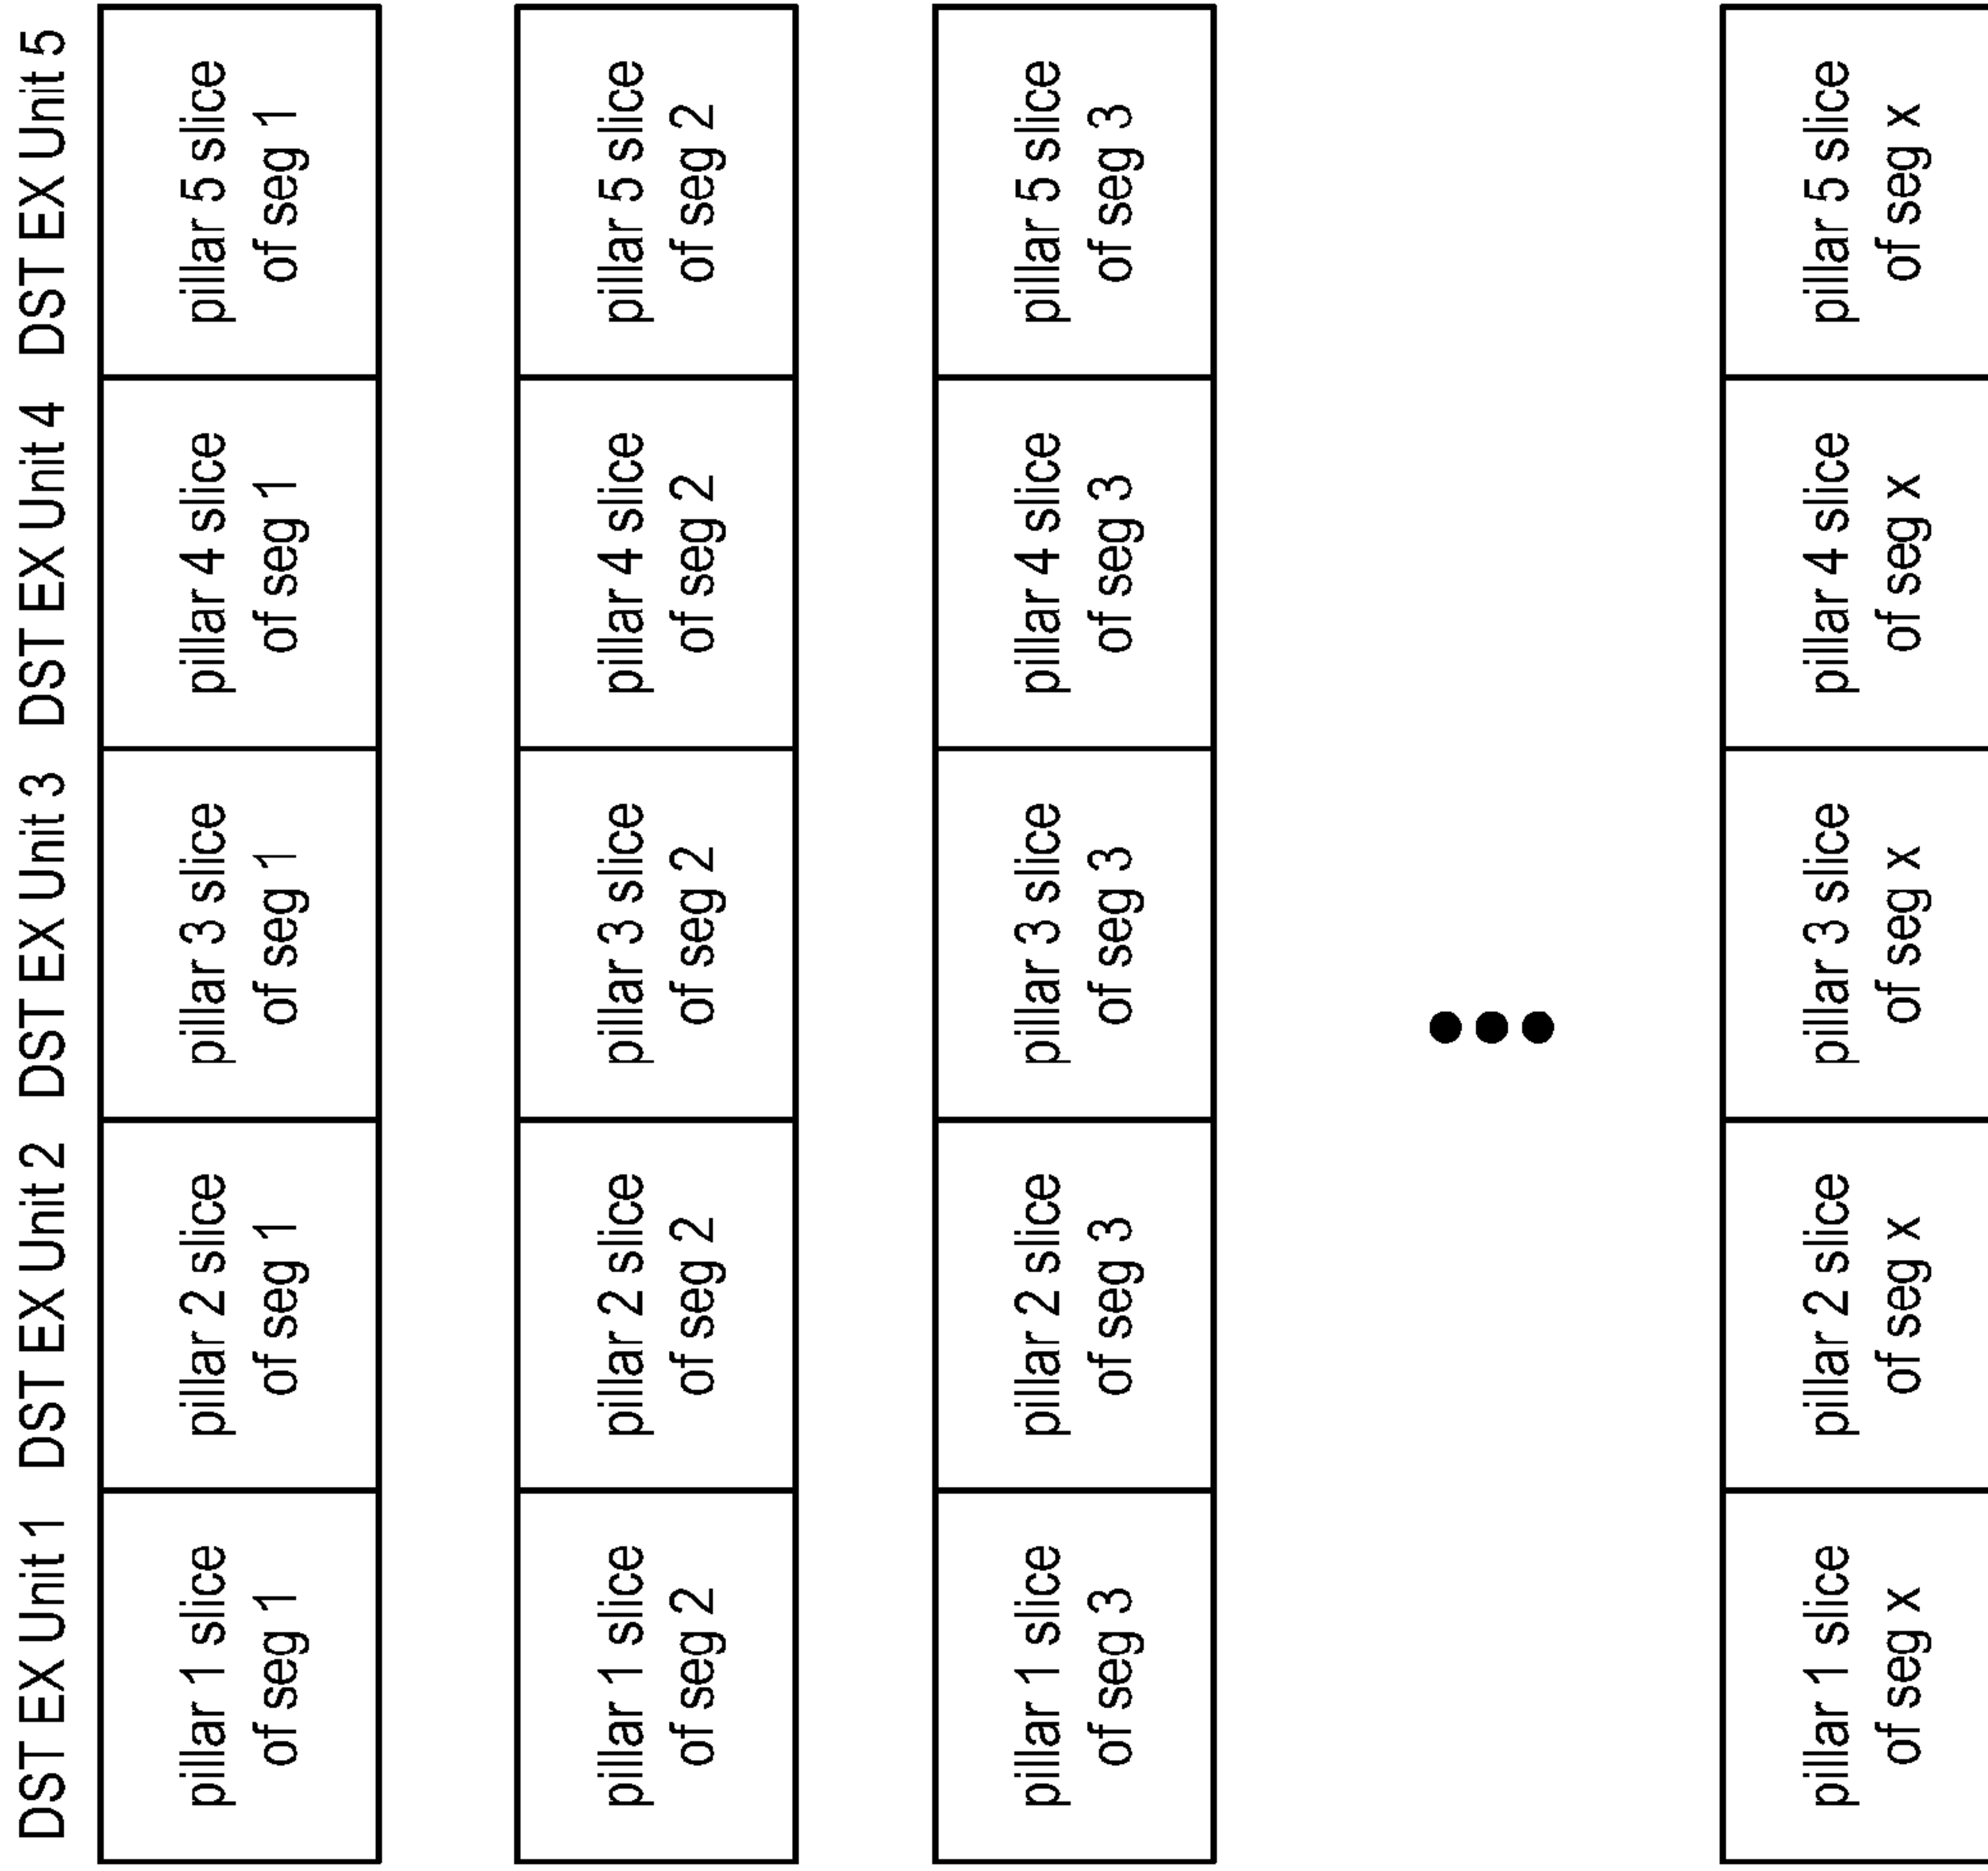 DST EX Unit 1 DST EX Unit 2 DST EX Unit 3 DST EX Unit 4 DST EX Unit 5
pillar 1 slice
of seg 1
pillar 2 slice
of seg 1
pillar 3 slice
of seg 1
pillar 4 slice
of seg 1
pillar 5 slice
of seg 1
pillar 1 slice
of seg 2
pillar 2 slice
of seg 2
pillar 3 slice
of seg 2
pillar 4 slice
of seg 2
pillar 5 slice
of seg 2
pillar 1 slice
of seg 3
pillar 2 slice
of seg 3
pillar 3 slice
of seg 3
pillar 4 slice
of seg 3
pillar 5 slice
of seg 3
pillar 1 slice
of seg x
pillar 2 slice
of seg x
pillar 3 slice
of seg x
pillar 4 slice
of seg x
pillar 5 slice
of seg x